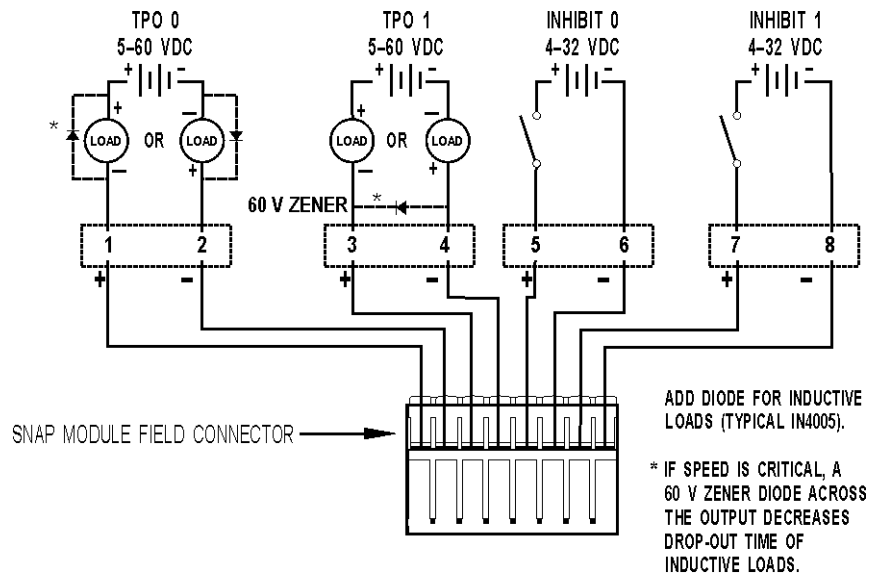 TPO 0
5–60 VDC
TPO 1
5–60 VDC
INHIBIT 0
4–32 VDC
INHIBIT 1
4–32 VDC
+ -
+ -
+ -
+ -
* LOAD + - OR LOAD - +
LOAD + - OR LOAD - +
60 V ZENER *
1 2
3 4
5 6
7 8
+ -
+ -
+ -
+ -
SNAP MODULE FIELD CONNECTOR
ADD DIODE FOR INDUCTIVE
LOADS (TYPICAL IN4005).
* IF SPEED IS CRITICAL, A
60 V ZENER DIODE ACROSS
THE OUTPUT DECREASES
DROP-OUT TIME OF
INDUCTIVE LOADS.